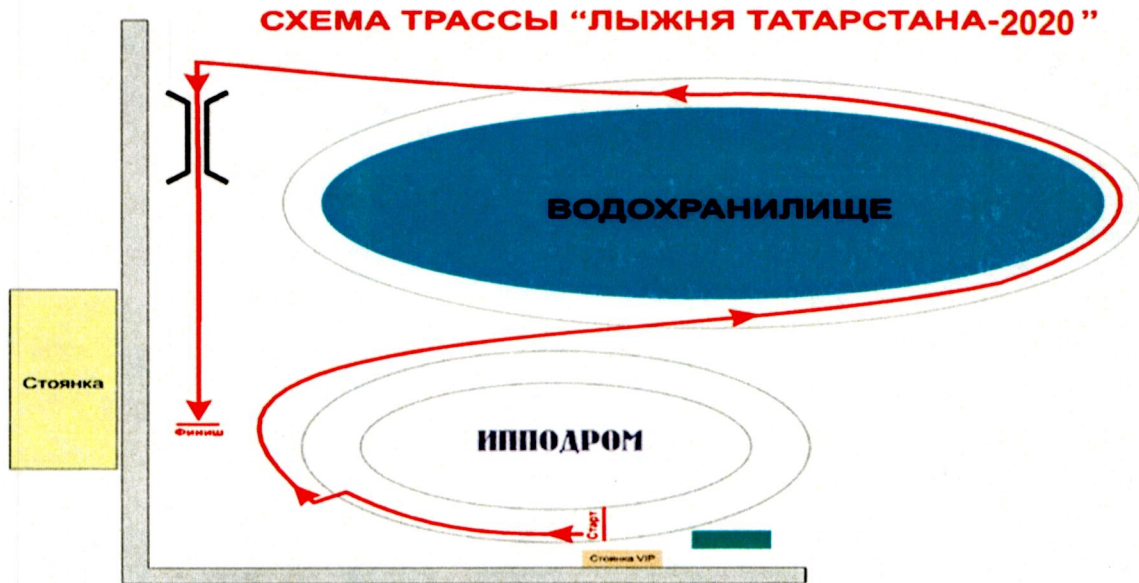 СХЕМА ТРАССЫ “ЛЫЖНЯ ТАТАРСТАНА-2020 ”
ВОДОХРАНИЛИЩЕ
Стоянка
Финиш
ИППОДРОМ
Старт
Стоянка VIP